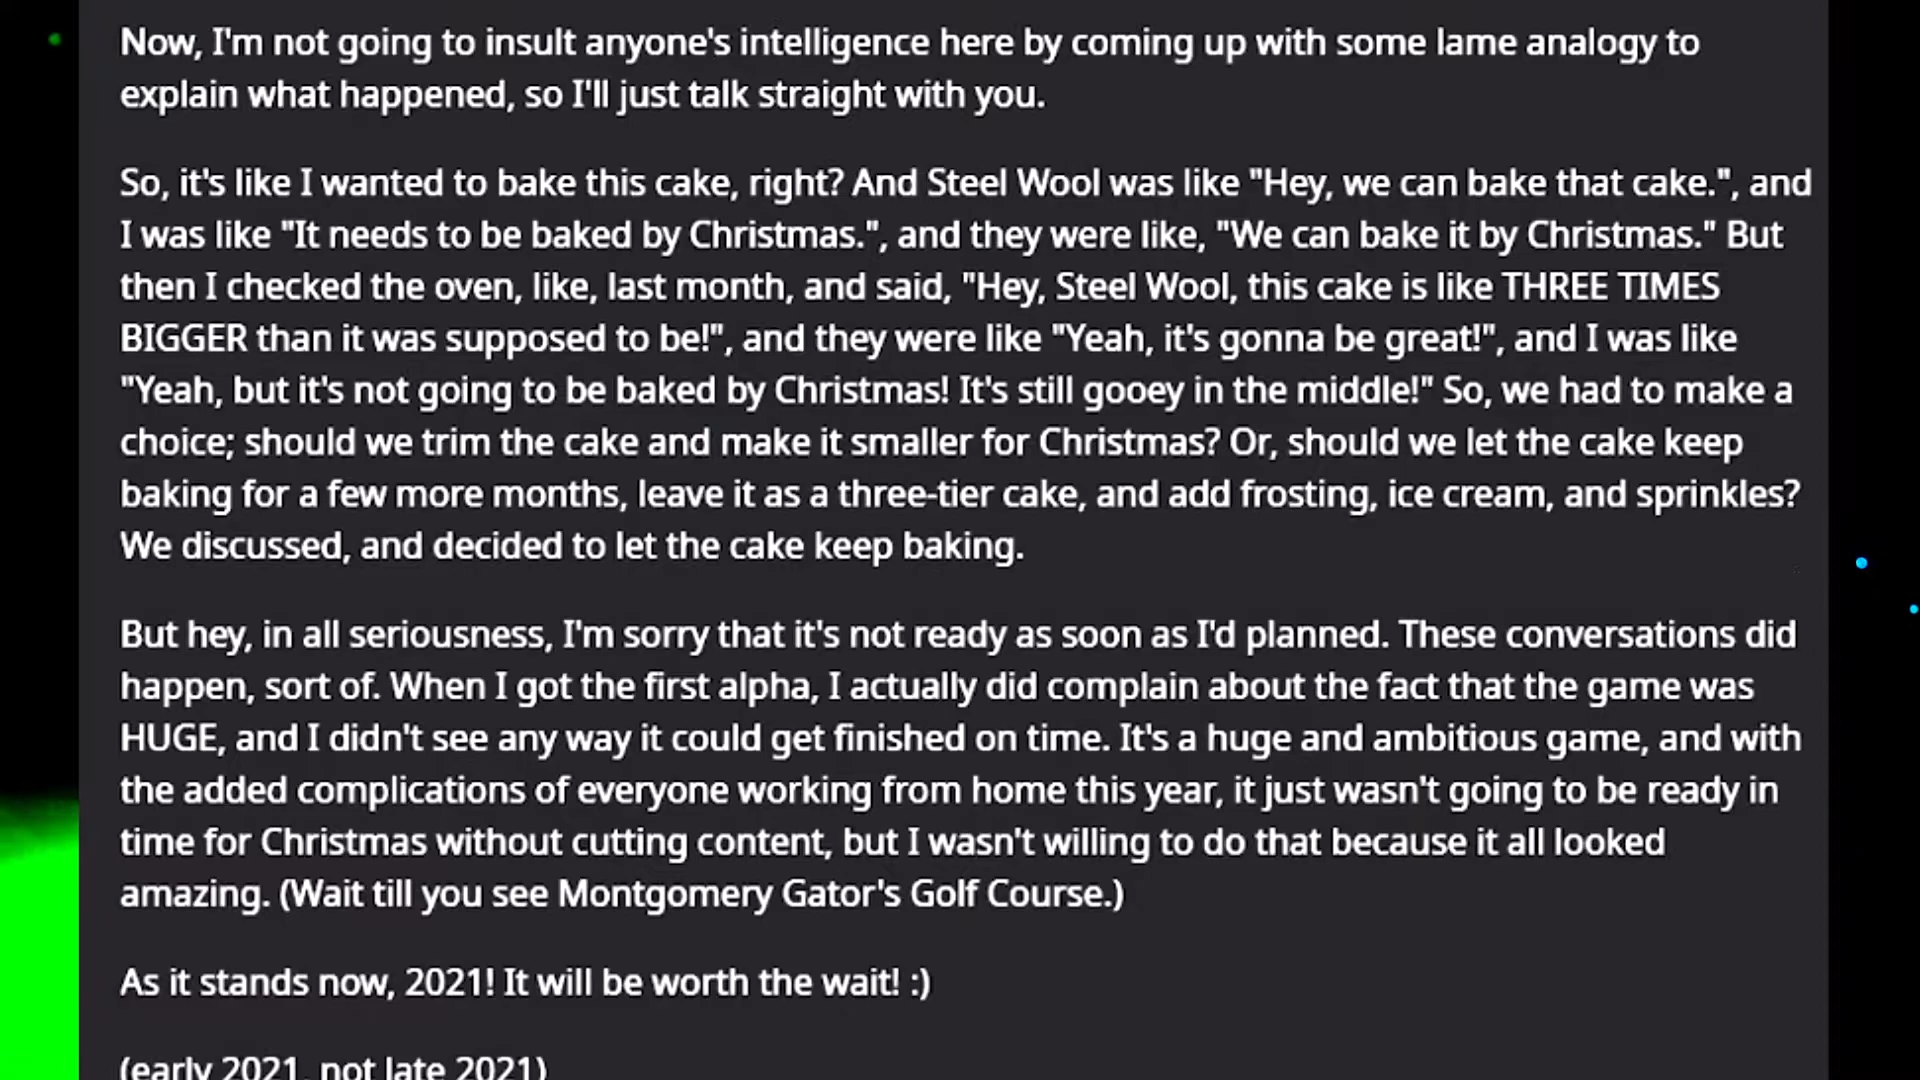 Now, I'm not going to insult anyone's intelligence here by coming up with some lame analogy to
explain what happened, so I'll just talk straight with you.
So, it's like I wanted to bake this cake, right? And Steel Wool was like "Hey, we can bake that cake.", and
I was like "It needs to be baked by Christmas.", and they were like, "We can bake it by Christmas." But
then I checked the oven, like, last month, and said, "Hey, Steel Wool, this cake is like THREE TIMES
BIGGER than it was supposed to be!", and they were like "Yeah, it's gonna be great!", and I was like
"Yeah, but it's not going to be baked by Christmas! It's still gooey in the middle!" So, we had to make a
choice; should we trim the cake and make it smaller for Christmas? Or, should we let the cake keep
baking for a few more months, leave it as a three-tier cake, and add frosting, ice cream, and sprinkles?
We discussed, and decided to let the cake keep baking.
But hey, in all seriousness, I'm sorry that it's not ready as soon as I'd planned. These conversations did
happen, sort of. When I got the first alpha, I actually did complain about the fact that the game was
HUGE, and I didn't see any way it could get finished on time. It's a huge and ambitious game, and with
the added complications of everyone working from home this year, it just wasn't going to be ready in
time for Christmas without cutting content, but I wasn't willing to do that because it all looked
amazing. (Wait till you see Montgomery Gator's Golf Course.)
As it stands now, 2021! It will be worth the wait! :)
(early 2021, not late 2021)